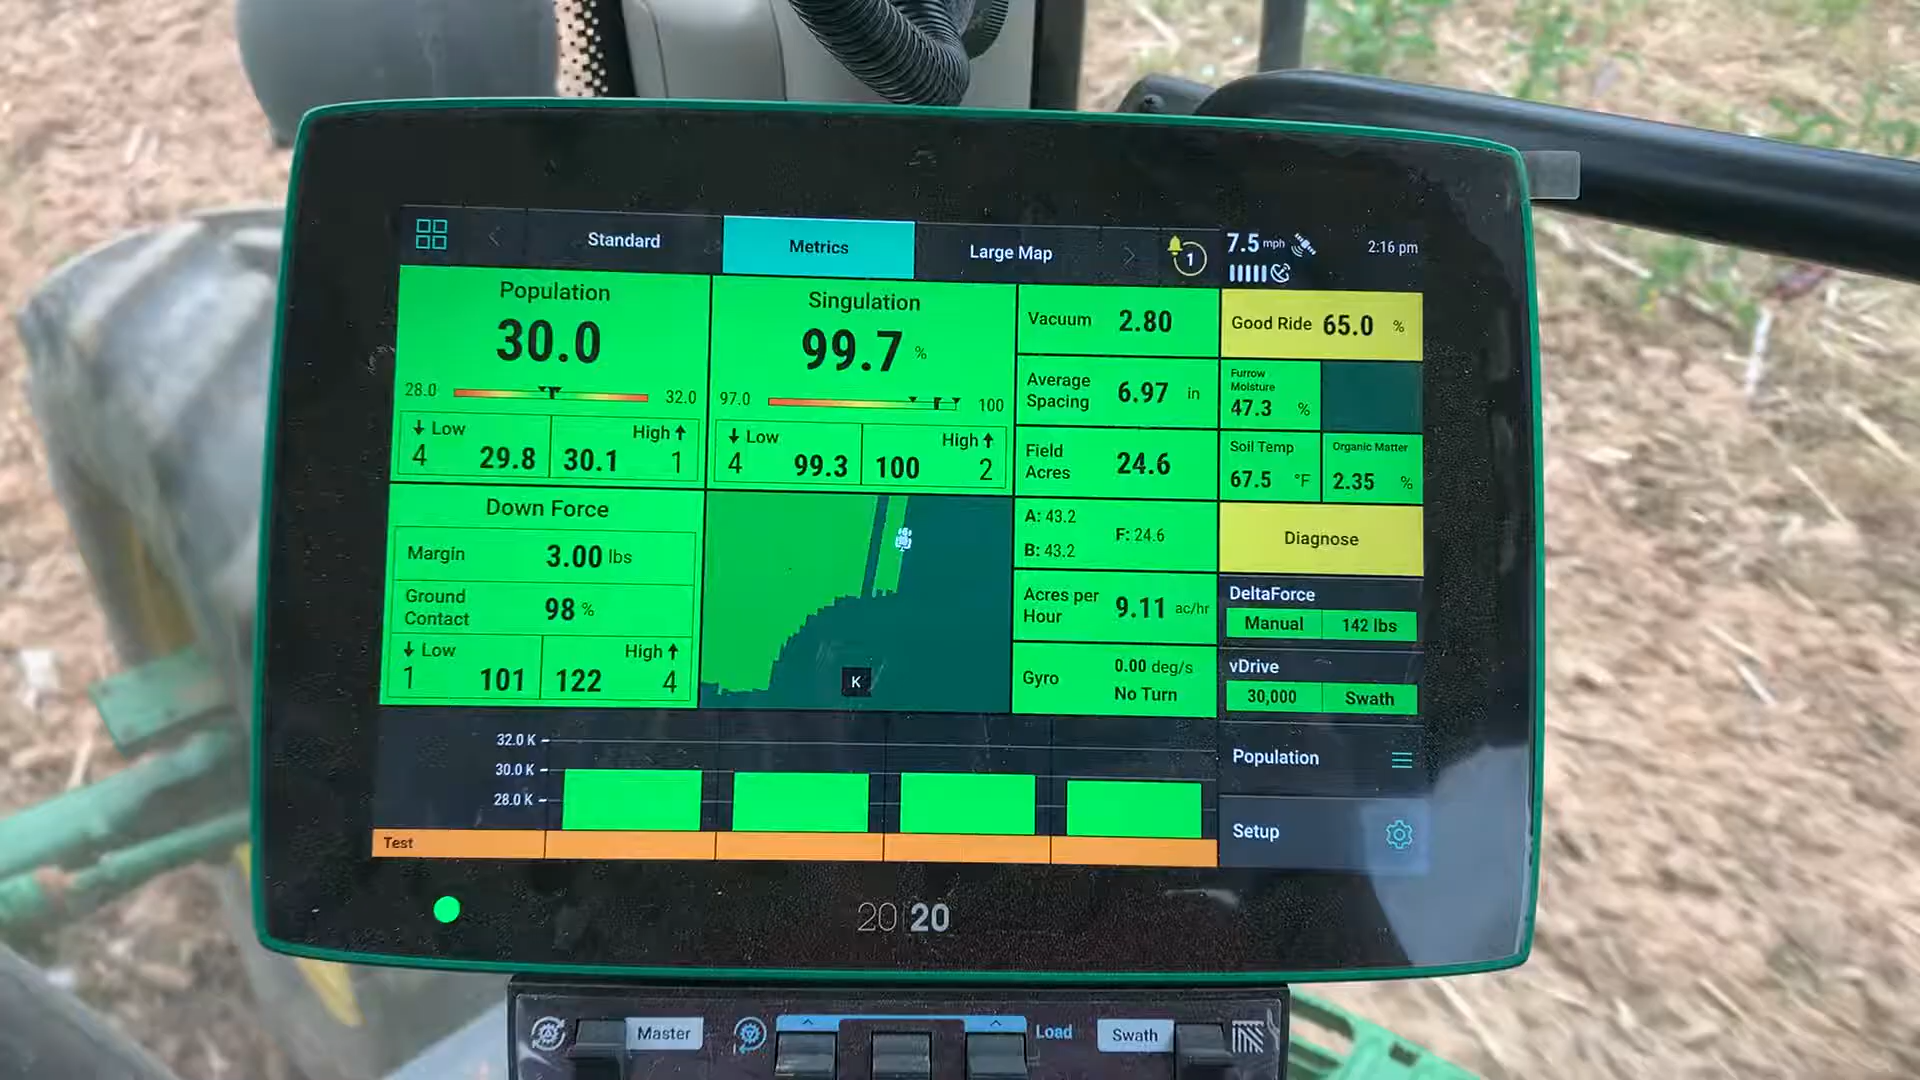 Standard
Metrics
Large Map
1
7.5 mph
2:16 pm
Population
30.0
28.0
32.0
Low
High
4
29.8
30.1
1
Singulation
99.7 %
97.0
100
Low
High
4
99.3
100
2
Vacuum 2.80
Average
Spacing
6.97 in
Field
Acres
24.6
A: 43.2
B: 43.2
F: 24.6
Acres per
Hour
9.11 ac/hr
Gyro
0.00 deg/s
No Turn
Good Ride 65.0 %
Furrow
Moisture
47.3 %
Soil Temp
67.5 °F
Organic Matter
2.35 %
Diagnose
DeltaForce
Manual
142 lbs
vDrive
30,000
Swath
Population
Setup
Down Force
Margin
3.00 lbs
Ground
Contact
98 %
Low
High
1
101
122
4
K
32.0 K
30.0 K
28.0 K
Test
20|20
Master
Load
Swath